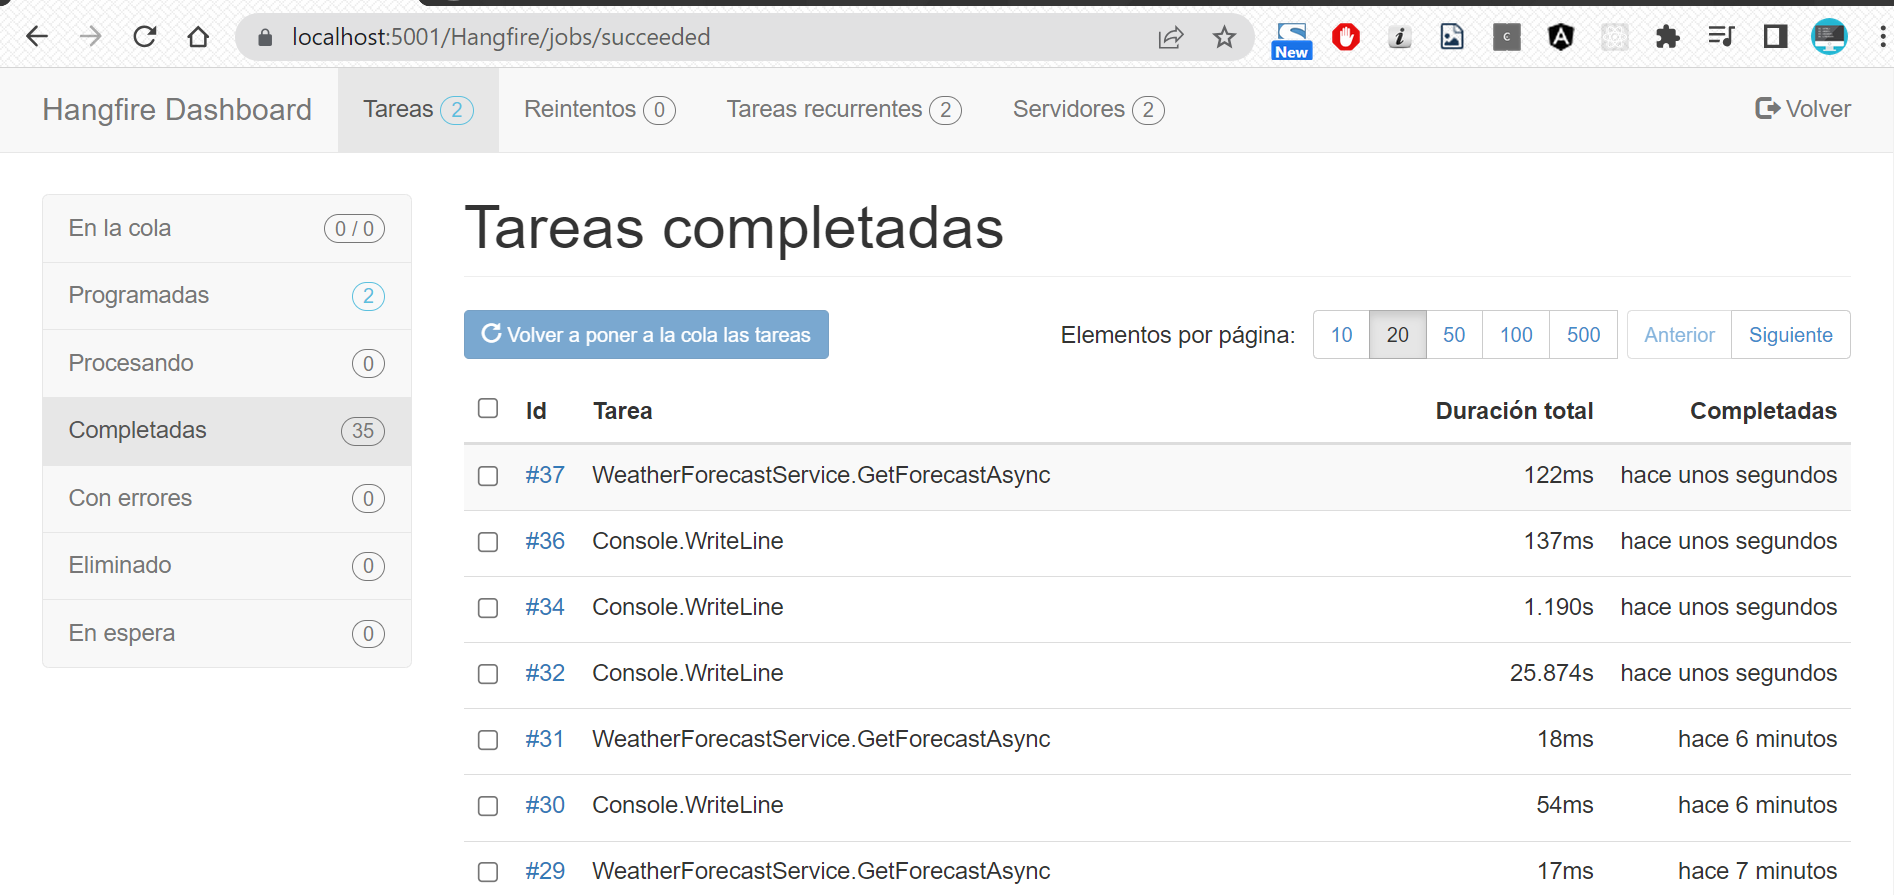 localhost:5001/Hangfire/jobs/succeeded
New
i
c
A
Hangfire Dashboard Tareas 2 Reintentos 0 Tareas recurrentes 2 Servidores 2 Volver
En la cola 0 / 0
Programadas 2
Procesando 0
Completadas 35
Con errores 0
Eliminado 0
En espera 0
Tareas completadas
Volver a poner a la cola las tareas Elementos por página: 10 20 50 100 500 Anterior Siguiente
Id Tarea Duración total Completadas
#37 WeatherForecastService.GetForecastAsync 122ms hace unos segundos
#36 Console.WriteLine 137ms hace unos segundos
#34 Console.WriteLine 1.190s hace unos segundos
#32 Console.WriteLine 25.874s hace unos segundos
#31 WeatherForecastService.GetForecastAsync 18ms hace 6 minutos
#30 Console.WriteLine 54ms hace 6 minutos
#29 WeatherForecastService.GetForecastAsync 17ms hace 7 minutos